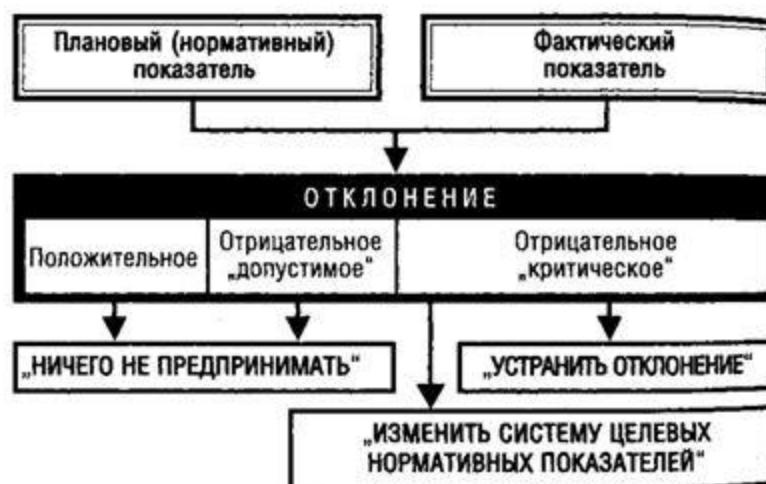 Плановый (нормативный)
показатель
Фактический
показатель
ОТКЛОНЕНИЕ
Положительное
Отрицательное
„допустимое“
Отрицательное
„критическое“
„НИЧЕГО НЕ ПРЕДПРИНИМАТЬ“
„УСТРАНИТЬ ОТКЛОНЕНИЕ“
„ИЗМЕНИТЬ СИСТЕМУ ЦЕЛЕВЫХ
НОРМАТИВНЫХ ПОКАЗАТЕЛЕЙ“